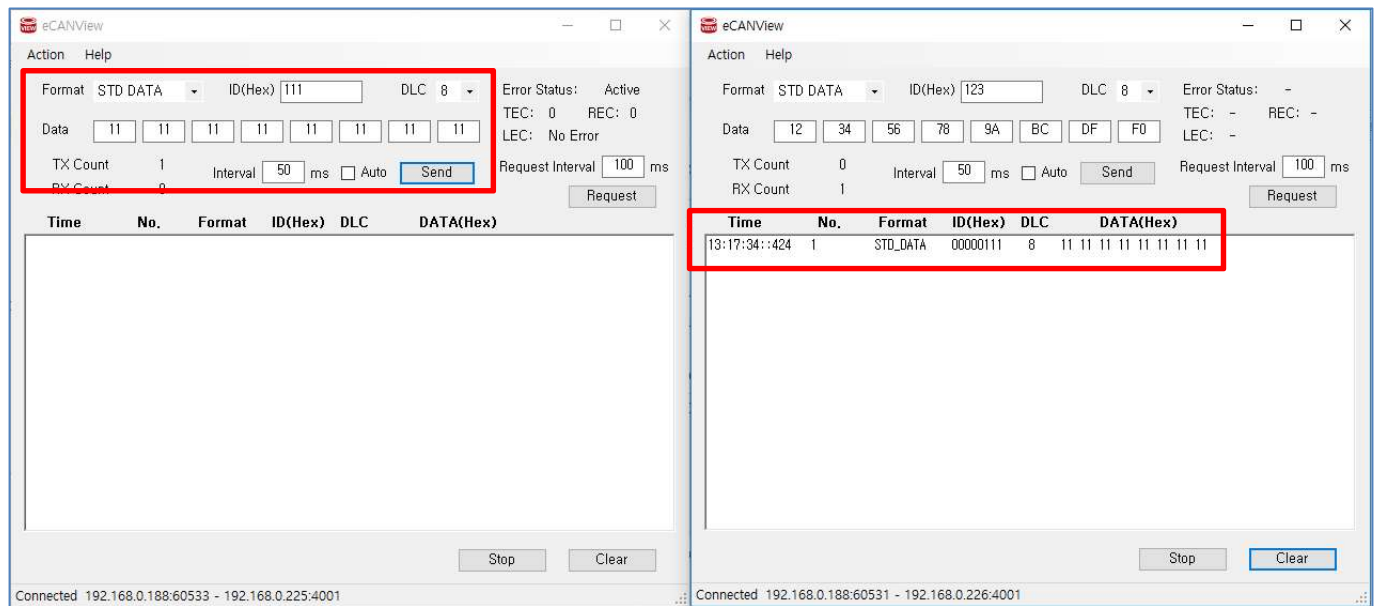 eCANView
Action Help
Format STD DATA ID(Hex) 111 DLC 8 Error Status: Active
TEC: 0 REC: 0
Data 11 11 11 11 11 11 11 11 LEC: No Error
TX Count 1 Interval 50 ms Auto Send Request Interval 100 ms
RX Count 0 Request
Time No. Format ID(Hex) DLC DATA(Hex)
Stop Clear
Connected 192.168.0.188:60533 - 192.168.0.225:4001
eCANView
Action Help
Format STD DATA ID(Hex) 123 DLC 8 Error Status: -
TEC: - REC: -
Data 12 34 56 78 9A BC DF F0 LEC: -
TX Count 0 Interval 50 ms Auto Send Request Interval 100 ms
RX Count 1 Request
Time No. Format ID(Hex) DLC DATA(Hex)
13:17:34::424 1 STD_DATA 00000111 8 11 11 11 11 11 11 11 11
Stop Clear
Connected 192.168.0.188:60531 - 192.168.0.226:4001